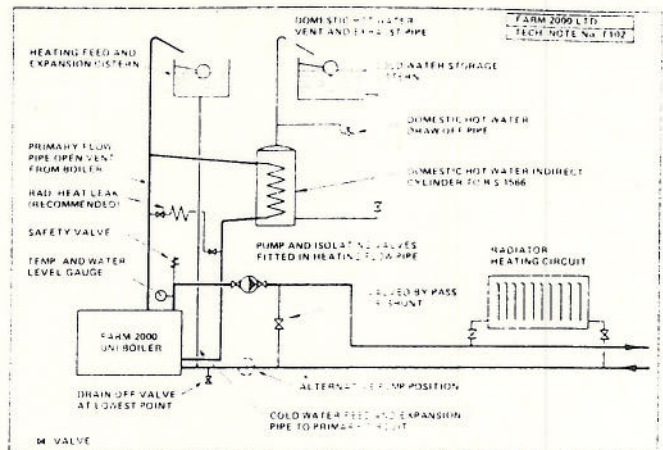 FARM 2000 LTD
TECH NOTE No. T102
DOMESTIC HOT WATER
VENT AND EXHAUST PIPE
HEATING FEED AND
EXPANSION CISTERN
COLD WATER STORAGE
CISTERN
DOMESTIC HOT WATER
DRAW OFF PIPE
PRIMARY FLOW
PIPE OPEN VENT
FROM BOILER
DOMESTIC HOT WATER INDIRECT
CYLINDER TO B S 1566
RAD. HEAT LEAK
(RECOMMENDED)
SAFETY VALVE
PUMP AND ISOLATING VALVES
FITTED IN HEATING FLOW PIPE
TEMP AND WATER
LEVEL GAUGE
RADIATOR
HEATING CIRCUIT
VALVED BY PASS
SHUNT
FARM 2000
UNI-BOILER
DRAIN OFF VALVE
AT LOWEST POINT
ALTERNATIVE PUMP POSITION
COLD WATER FEED AND EXPANSION
PIPE TO PRIMARY CIRCUIT
VALVE